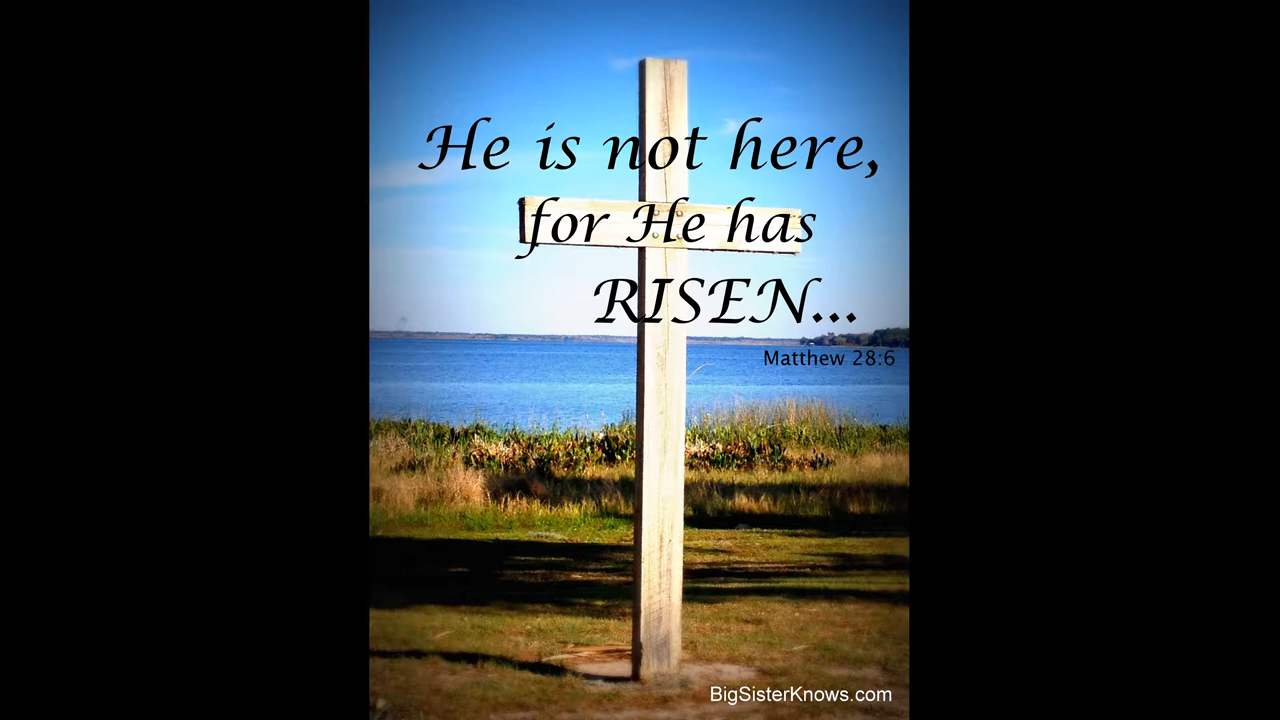 He is not here,
for He has
RISEN...
Matthew 28:6
BigSisterKnows.com